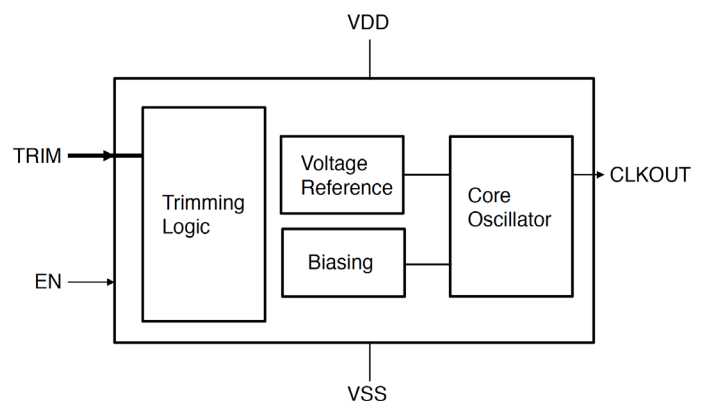 VDD
TRIM
Trimming
Logic
Voltage
Reference
Core
Oscillator
CLKOUT
Biasing
EN
VSS